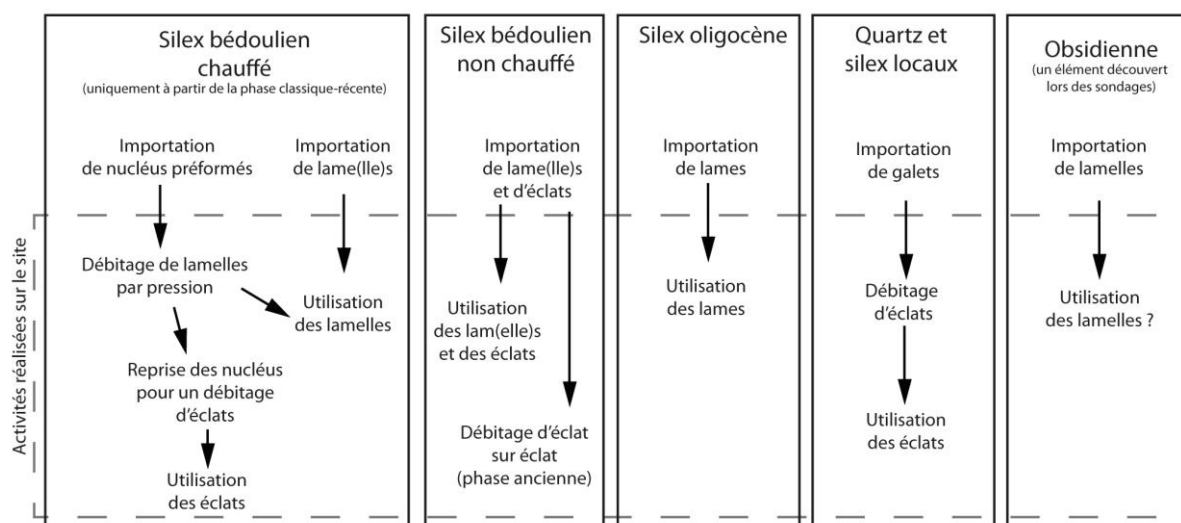 Silex bédoulien
chauffé
(uniquement à partir de la phase classique-récente)
Importation
de nucléus préformés
Importation
de lame(lle)s
Débitage de lamelles
par pression
Utilisation
des lamelles
Reprise des nucléus
pour un débitage
d'éclats
Utilisation
des éclats
Silex bédoulien
non chauffé
Importation
de lame(lle)s
et d'éclats
Utilisation
des lam(elle)s
et des éclats
Débitage d'éclat
sur éclat
(phase ancienne)
Silex oligocène
Importation
de lames
Utilisation
des lames
Quartz et
silex locaux
Importation
de galets
Débitage
d'éclats
Utilisation
des éclats
Obsidienne
(un élément découvert
lors des sondages)
Importation
de lamelles
Utilisation
des lamelles ?
Activités réalisées sur le site